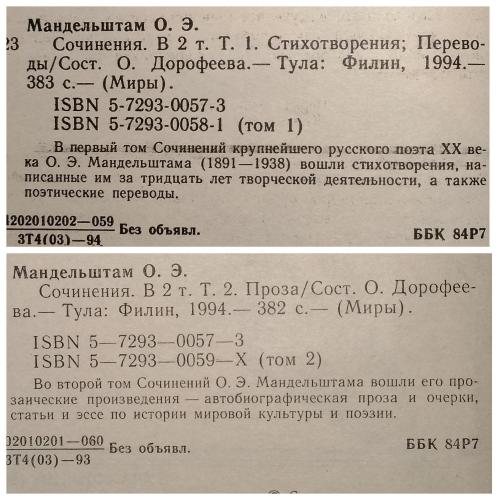 Мандельштам О. Э.
23 Сочинения. В 2 т. Т. 1. Стихотворения; Перево-
ды/Сост. О. Дорофеева.— Тула: Филин, 1994.—
383 с.— (Миры).
ISBN 5-7293-0057-3
ISBN 5-7293-0058-1 (том 1)
В первый том Сочинений крупнейшего русского поэта XX ве-
ка О. Э. Мандельштама (1891—1938) вошли стихотворения, на-
писанные им за тридцать лет творческой деятельности, а также
поэтические переводы.
4202010202—059
3Т4(03)—94 Без объявл.
ББК 84Р7
Мандельштам О. Э.
Сочинения. В 2 т. Т. 2. Проза/Сост. О. Дорофее-
ва.— Тула: Филин, 1994.— 382 с.— (Миры).
ISBN 5—7293—0057—3
ISBN 5—7293—0059—X (том 2)
Во второй том Сочинений О. Э. Мандельштама вошли его про-
заические произведения — автобиографическая проза и очерки,
статьи и эссе по истории мировой культуры и поэзии.
02010201—060
3Т4(03)—93 Без объявл.
ББК 84Р7